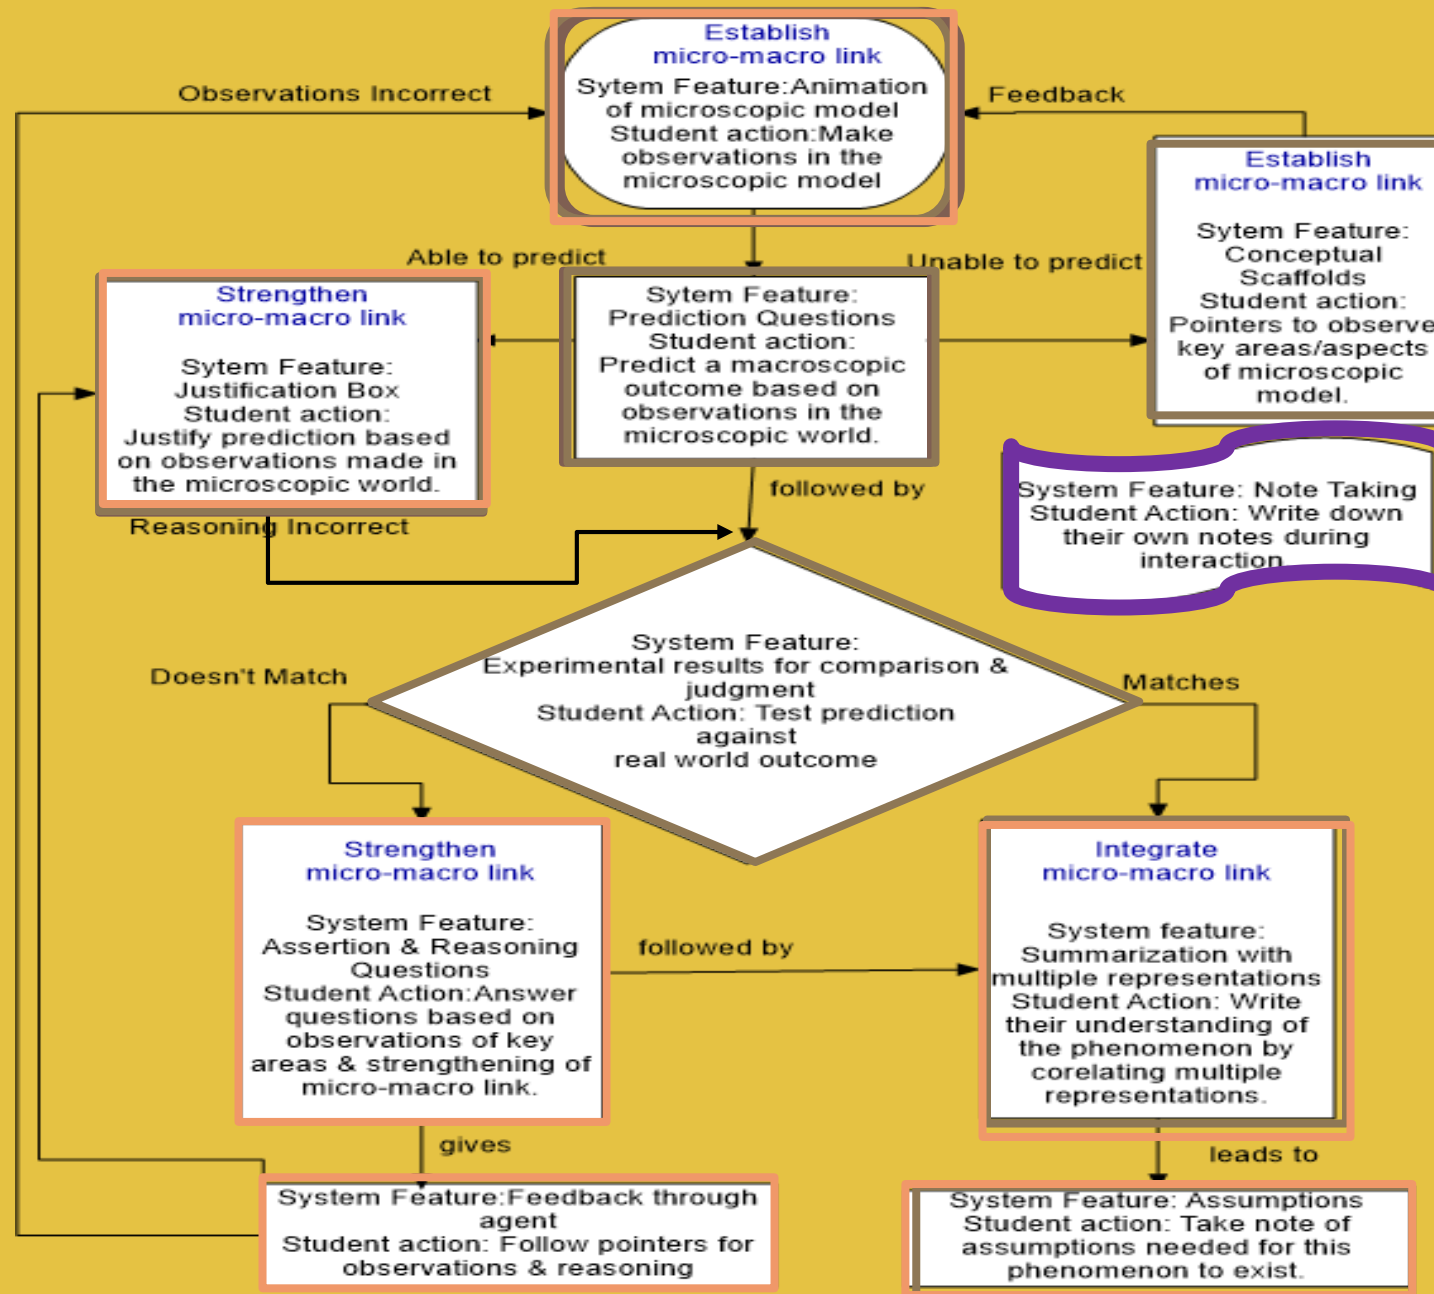 Establish
micro-macro link
Sytem Feature:Animation
of microscopic model
Student action:Make
observations in the
microscopic model
Observations Incorrect
Feedback
Establish
micro-macro link
Sytem Feature:
Conceptual
Scaffolds
Student action:
Pointers to observe
key areas/aspects
of microscopic
model.
Able to predict
Unable to predict
Strengthen
micro-macro link
Sytem Feature:
Justification Box
Student action:
Justify prediction based
on observations made in
the microscopic world.
Sytem Feature:
Prediction Questions
Student action:
Predict a macroscopic
outcome based on
observations in the
microscopic world.
followed by
System Feature: Note Taking
Student Action: Write down
their own notes during
interaction
Reasoning Incorrect
System Feature:
Experimental results for comparison &
judgment
Student Action: Test prediction
against
real world outcome
Doesn't Match
Matches
Strengthen
micro-macro link
System Feature:
Assertion & Reasoning
Questions
Student Action:Answer
questions based on
observations of key
areas & strengthening of
micro-macro link.
followed by
Integrate
micro-macro link
System feature:
Summarization with
multiple representations
Student Action: Write
their understanding of
the phenomenon by
corelating multiple
representations.
gives
leads to
System Feature:Feedback through
agent
Student action: Follow pointers for
observations & reasoning
System Feature: Assumptions
Student action: Take note of
assumptions needed for this
phenomenon to exist.